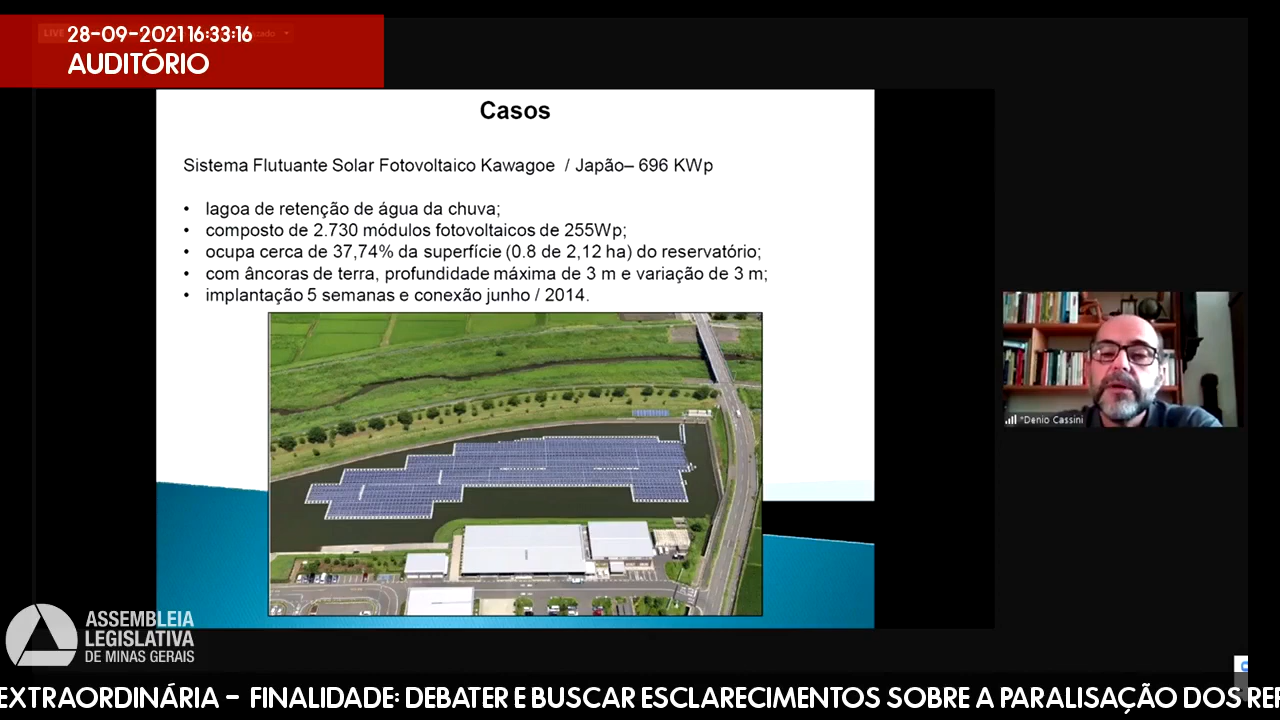 LIVE
28-09-2021 16:33:16
AUDITÓRIO
Casos
Sistema Flutuante Solar Fotovoltaico Kawagoe / Japão– 696 KWp
• lagoa de retenção de água da chuva;
• composto de 2.730 módulos fotovoltaicos de 255Wp;
• ocupa cerca de 37,74% da superfície (0.8 de 2,12 ha) do reservatório;
• com âncoras de terra, profundidade máxima de 3 m e variação de 3 m;
• implantação 5 semanas e conexão junho / 2014.
*Denio Cassini
ASSEMBLEIA
LEGISLATIVA
DE MINAS GERAIS
EXTRAORDINÁRIA – FINALIDADE: DEBATER E BUSCAR ESCLARECIMENTOS SOBRE A PARALISAÇÃO DOS